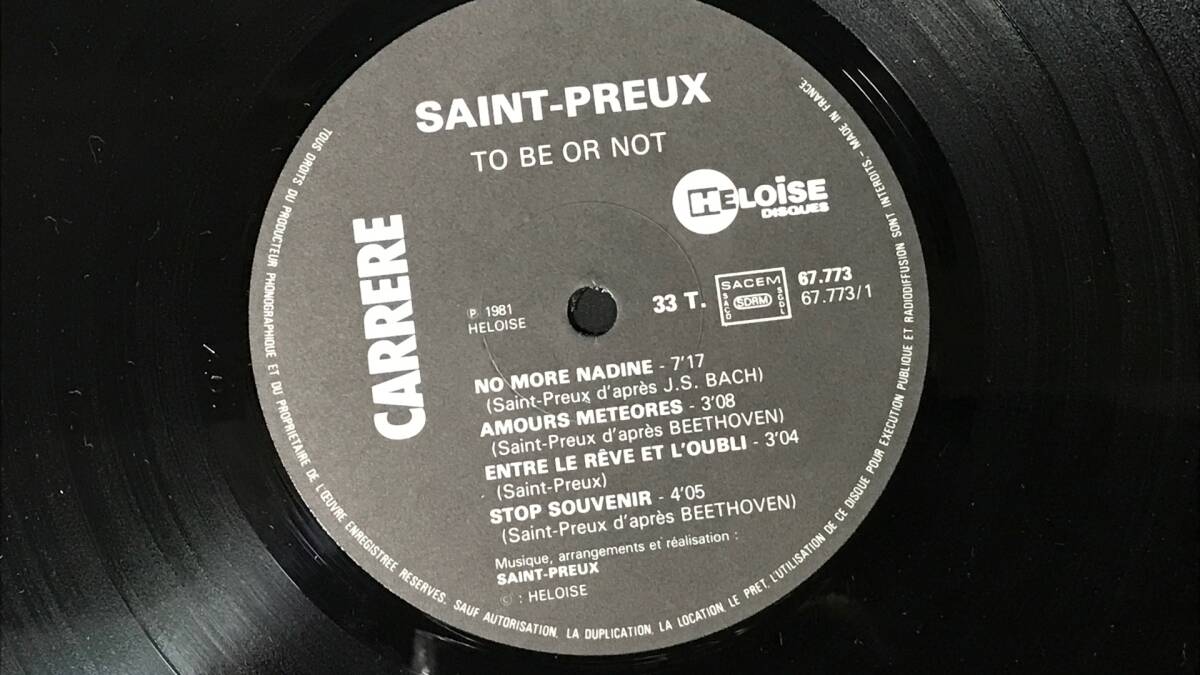 SAINT-PREUX
TO BE OR NOT
HELOÏSE
DISQUES
CARRERE
℗ 1981
HELOISE
33 T.
SACEM
SACD
SDRM
SCDL
67.773
67.773/1
NO MORE NADINE - 7'17
(Saint-Preux d'après J.S. BACH)
AMOURS METEORES - 3'08
(Saint-Preux d'après BEETHOVEN)
ENTRE LE RÊVE ET L'OUBLI - 3'04
(Saint-Preux)
STOP SOUVENIR - 4'05
(Saint-Preux d'après BEETHOVEN)
Musique, arrangements et réalisation :
SAINT-PREUX
© : HELOISE
TOUS DROITS DU PRODUCTEUR PHONOGRAPHIQUE ET DU PROPRIETAIRE DE L'ŒUVRE ENREGISTREE RESERVES. SAUF AUTORISATION, LA DUPLICATION, LA LOCATION, LE PRET, L'UTILISATION DE CE DISQUE POUR EXECUTION PUBLIQUE ET RADIODIFFUSION SONT INTERDITS. - MADE IN FRANCE.